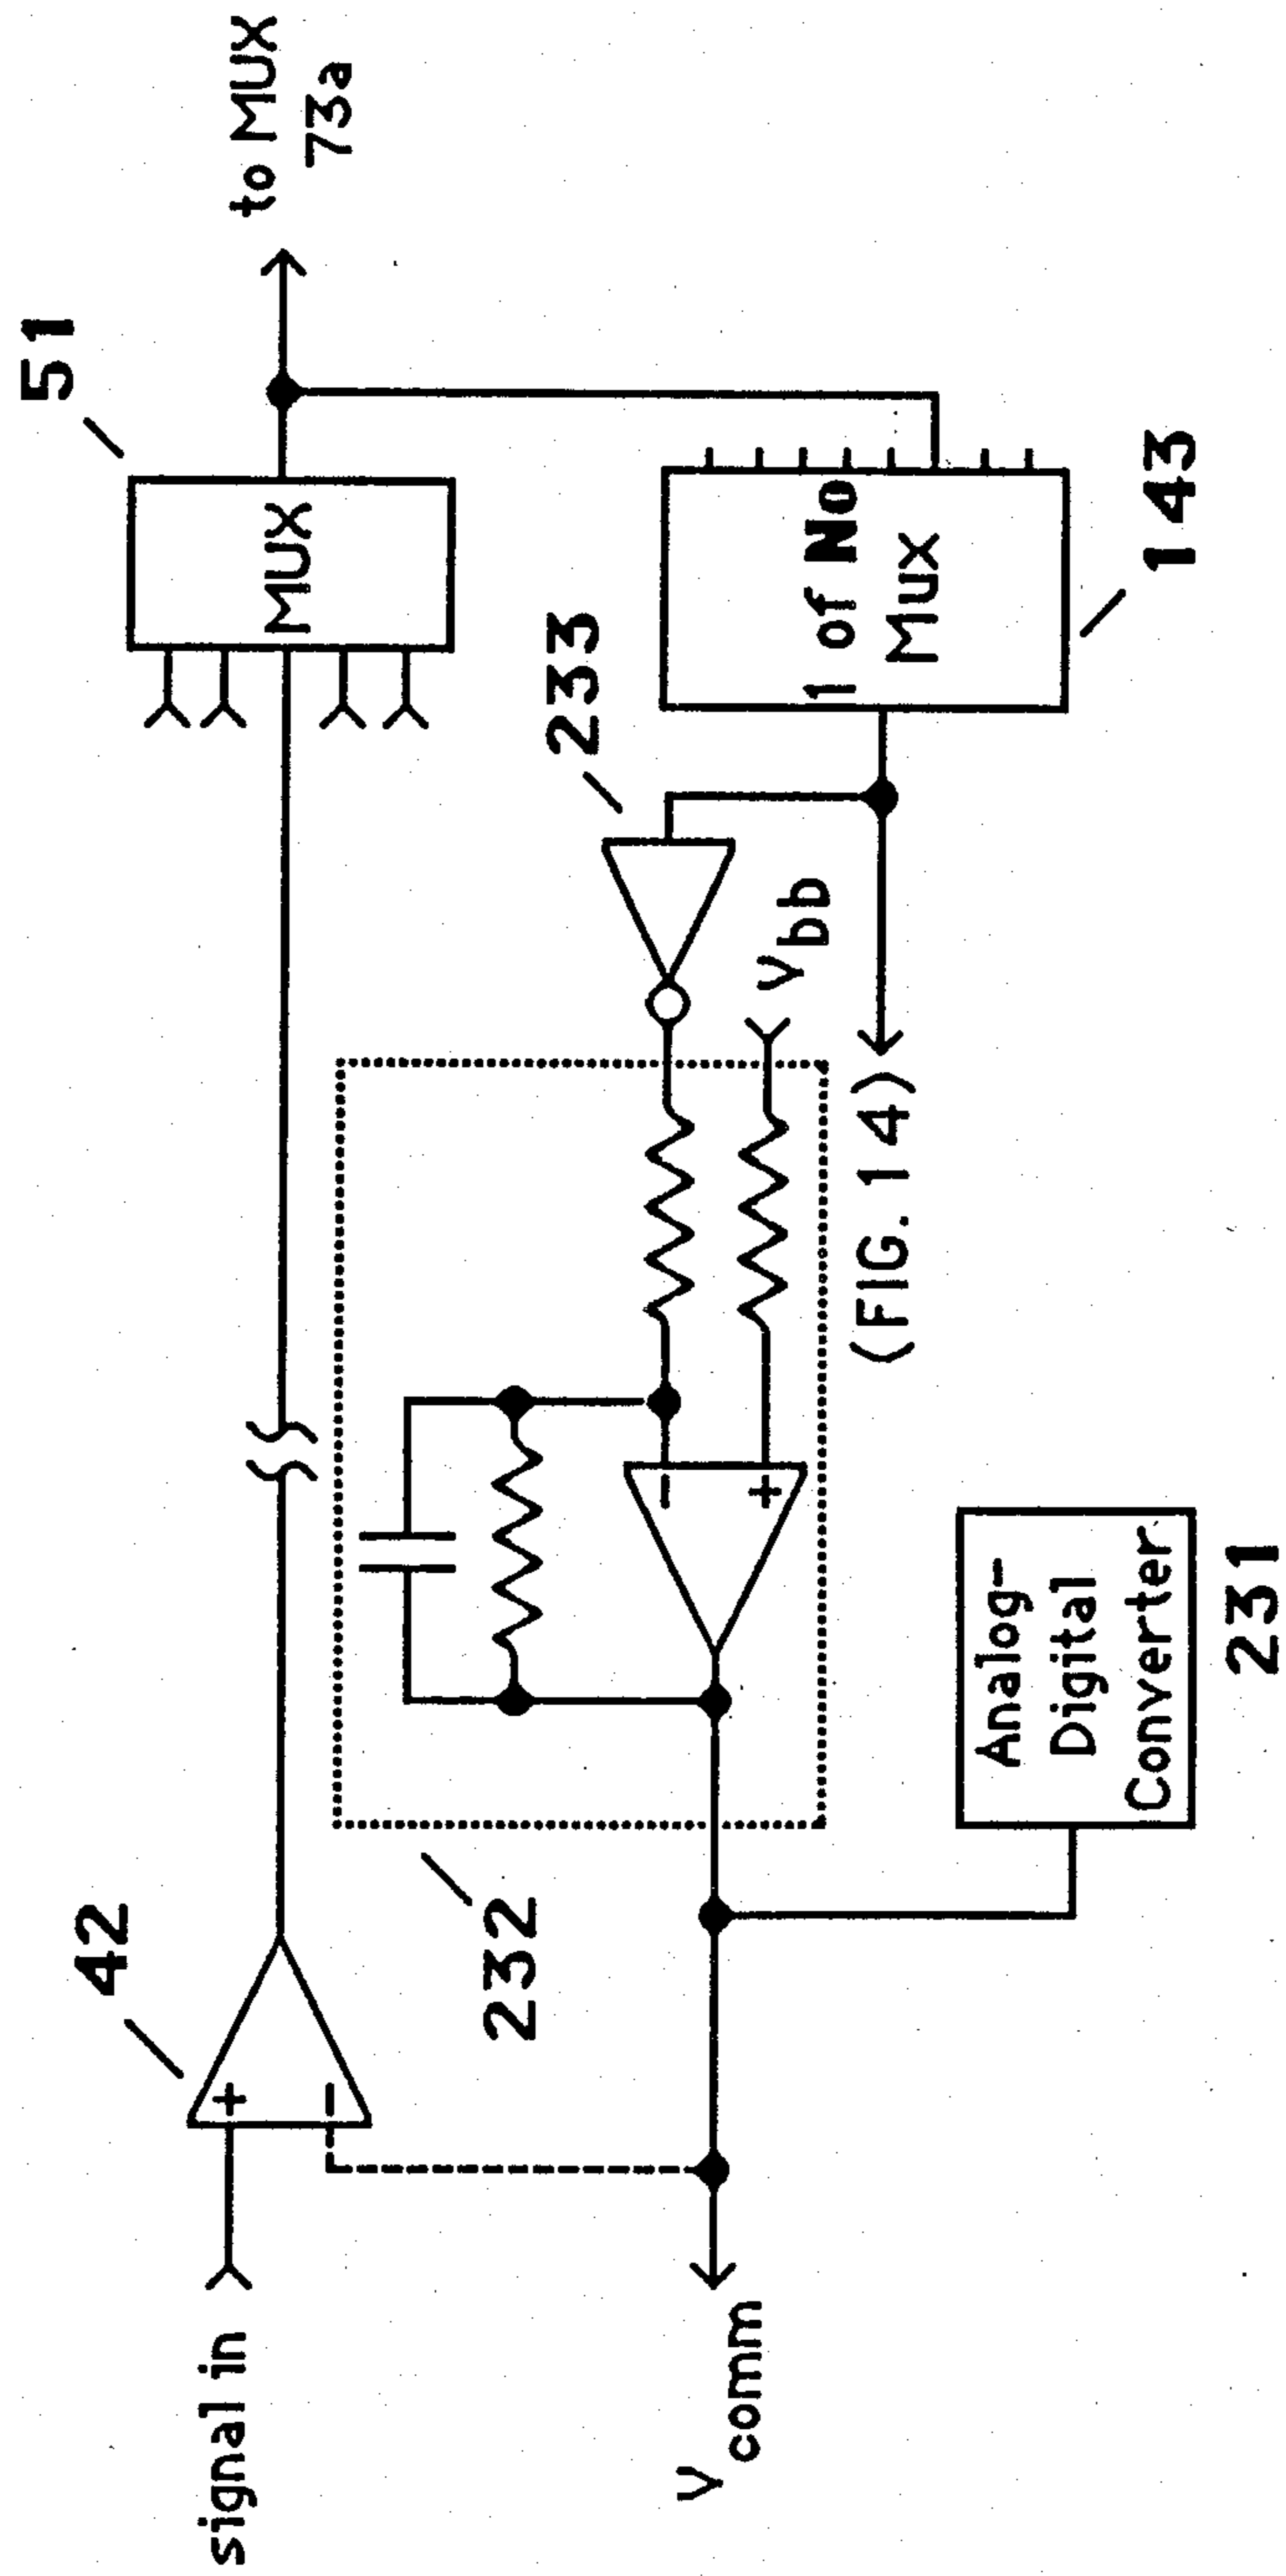 51
to MUX
73a
MUX
42
+
−
signal in
233
1 of No
Mux
143
Vbb
−
+
232
(FIG. 14)
Vcomm
Analog-
Digital
Converter
231